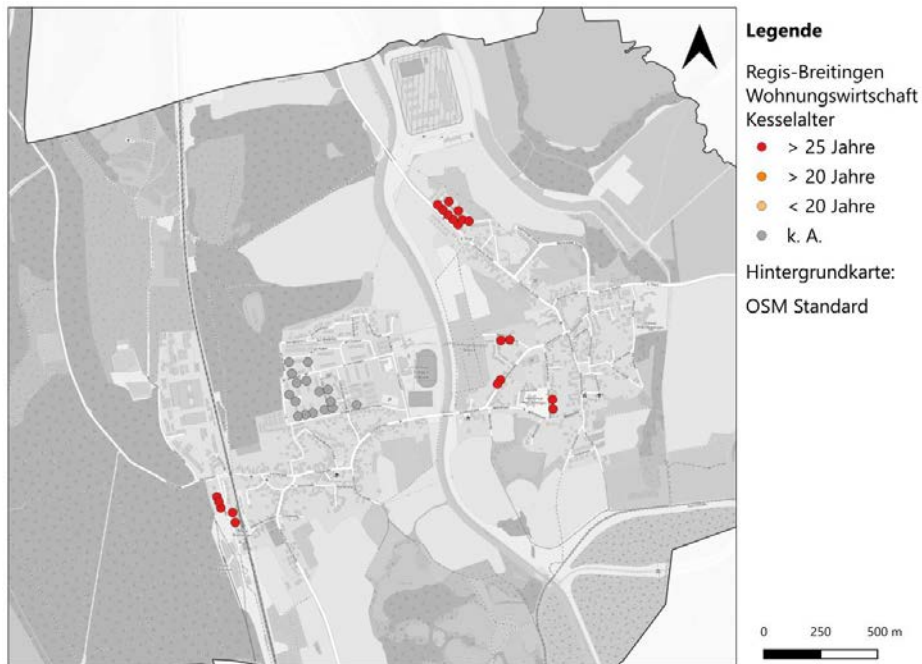 Legende
Regis-Breitingen
Wohnungswirtschaft
Kesselalter
> 25 Jahre
> 20 Jahre
< 20 Jahre
k. A.
Hintergrundkarte:
OSM Standard
0 250 500 m